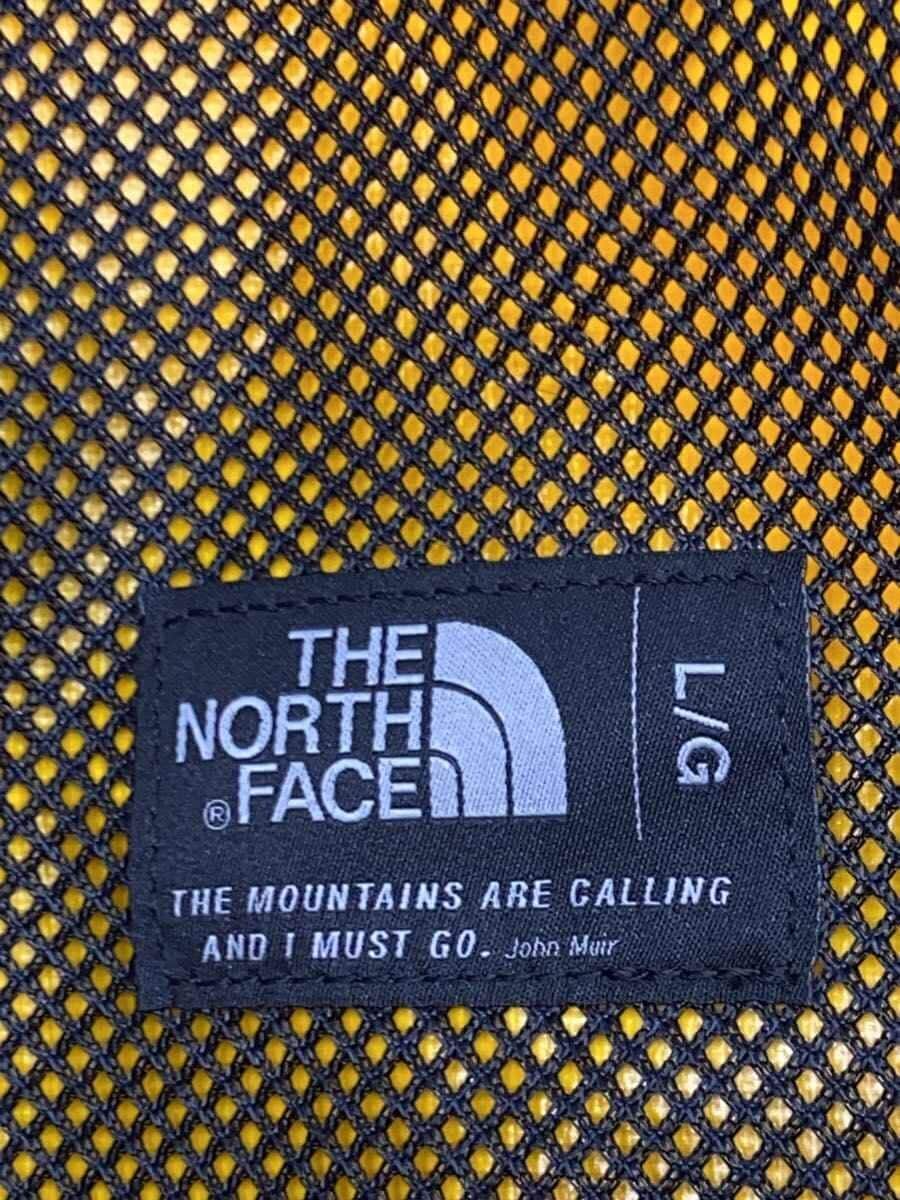 THE
NORTH
® FACE
L/G
THE MOUNTAINS ARE CALLING
AND I MUST GO. John Muir